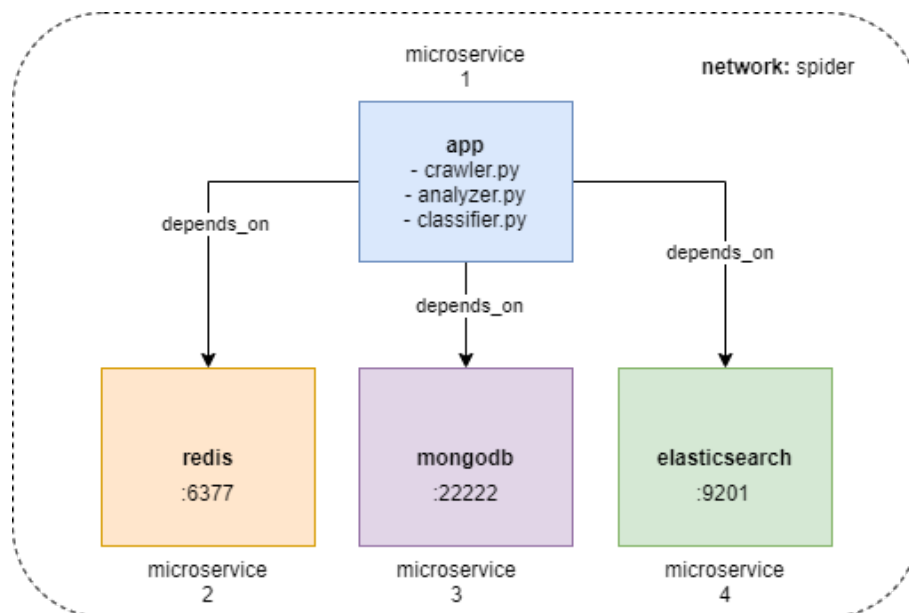 microservice
1
network: spider
app
- crawler.py
- analyzer.py
- classifier.py
depends_on
depends_on
depends_on
redis
:6377
mongodb
:22222
elasticsearch
:9201
microservice
2
microservice
3
microservice
4